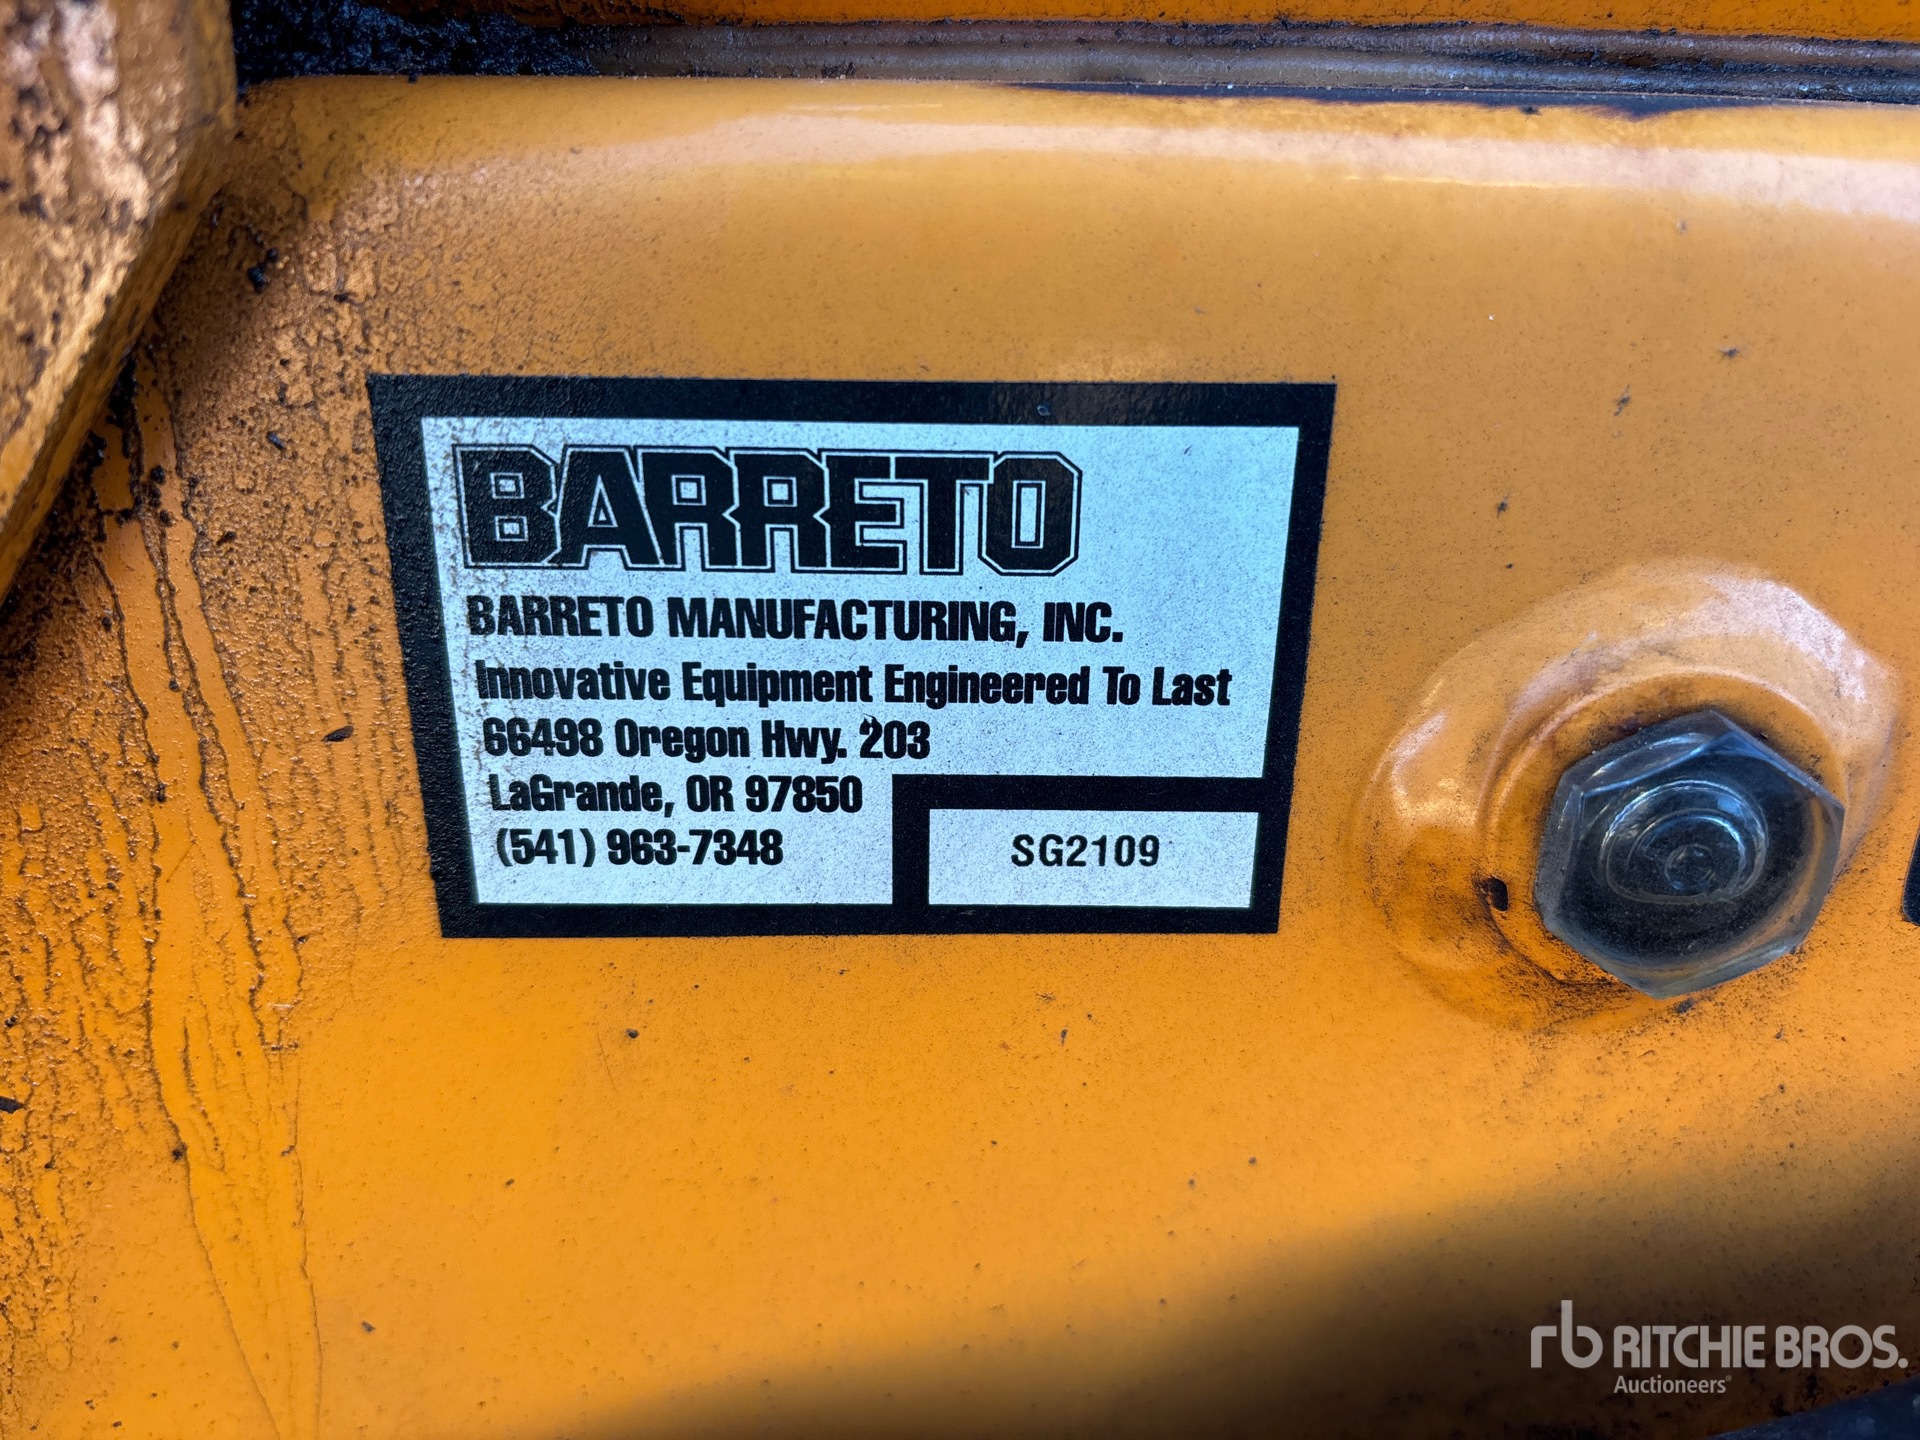 BARRETO
BARRETO MANUFACTURING, INC.
Innovative Equipment Engineered To Last
66498 Oregon Hwy. 203
LaGrande, OR 97850
(541) 963-7348
SG2109
rb RITCHIE BROS.
Auctioneers